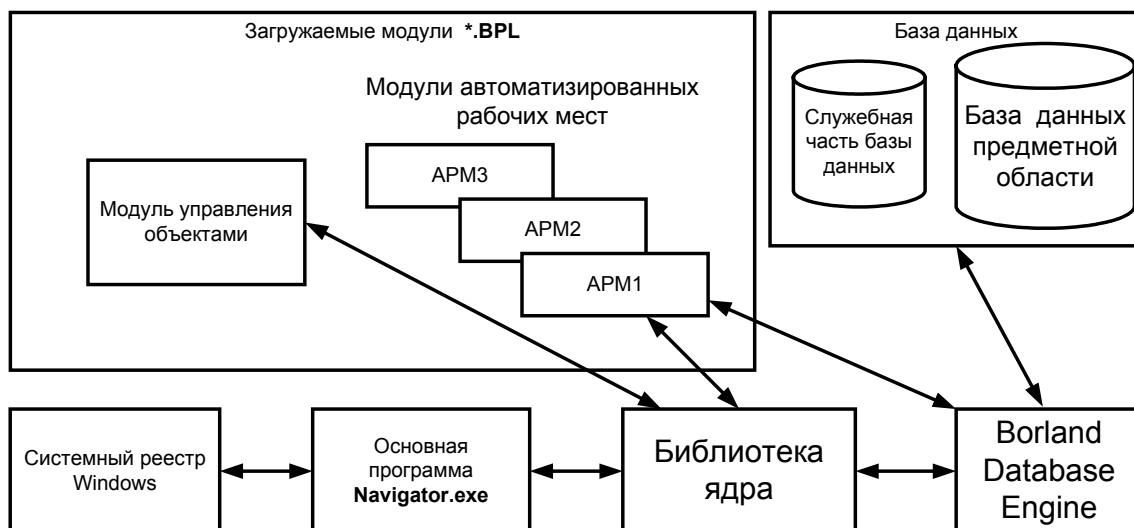 Загружаемые модули *.BPL
База данных
Модули автоматизированных
рабочих мест
Служебная
часть базы
данных
База данных
предметной
области
АРМ3
АРМ2
АРМ1
Модуль управления
объектами
Системный реестр
Windows
Основная
программа
Navigator.exe
Библиотека
ядра
Borland
Database
Engine